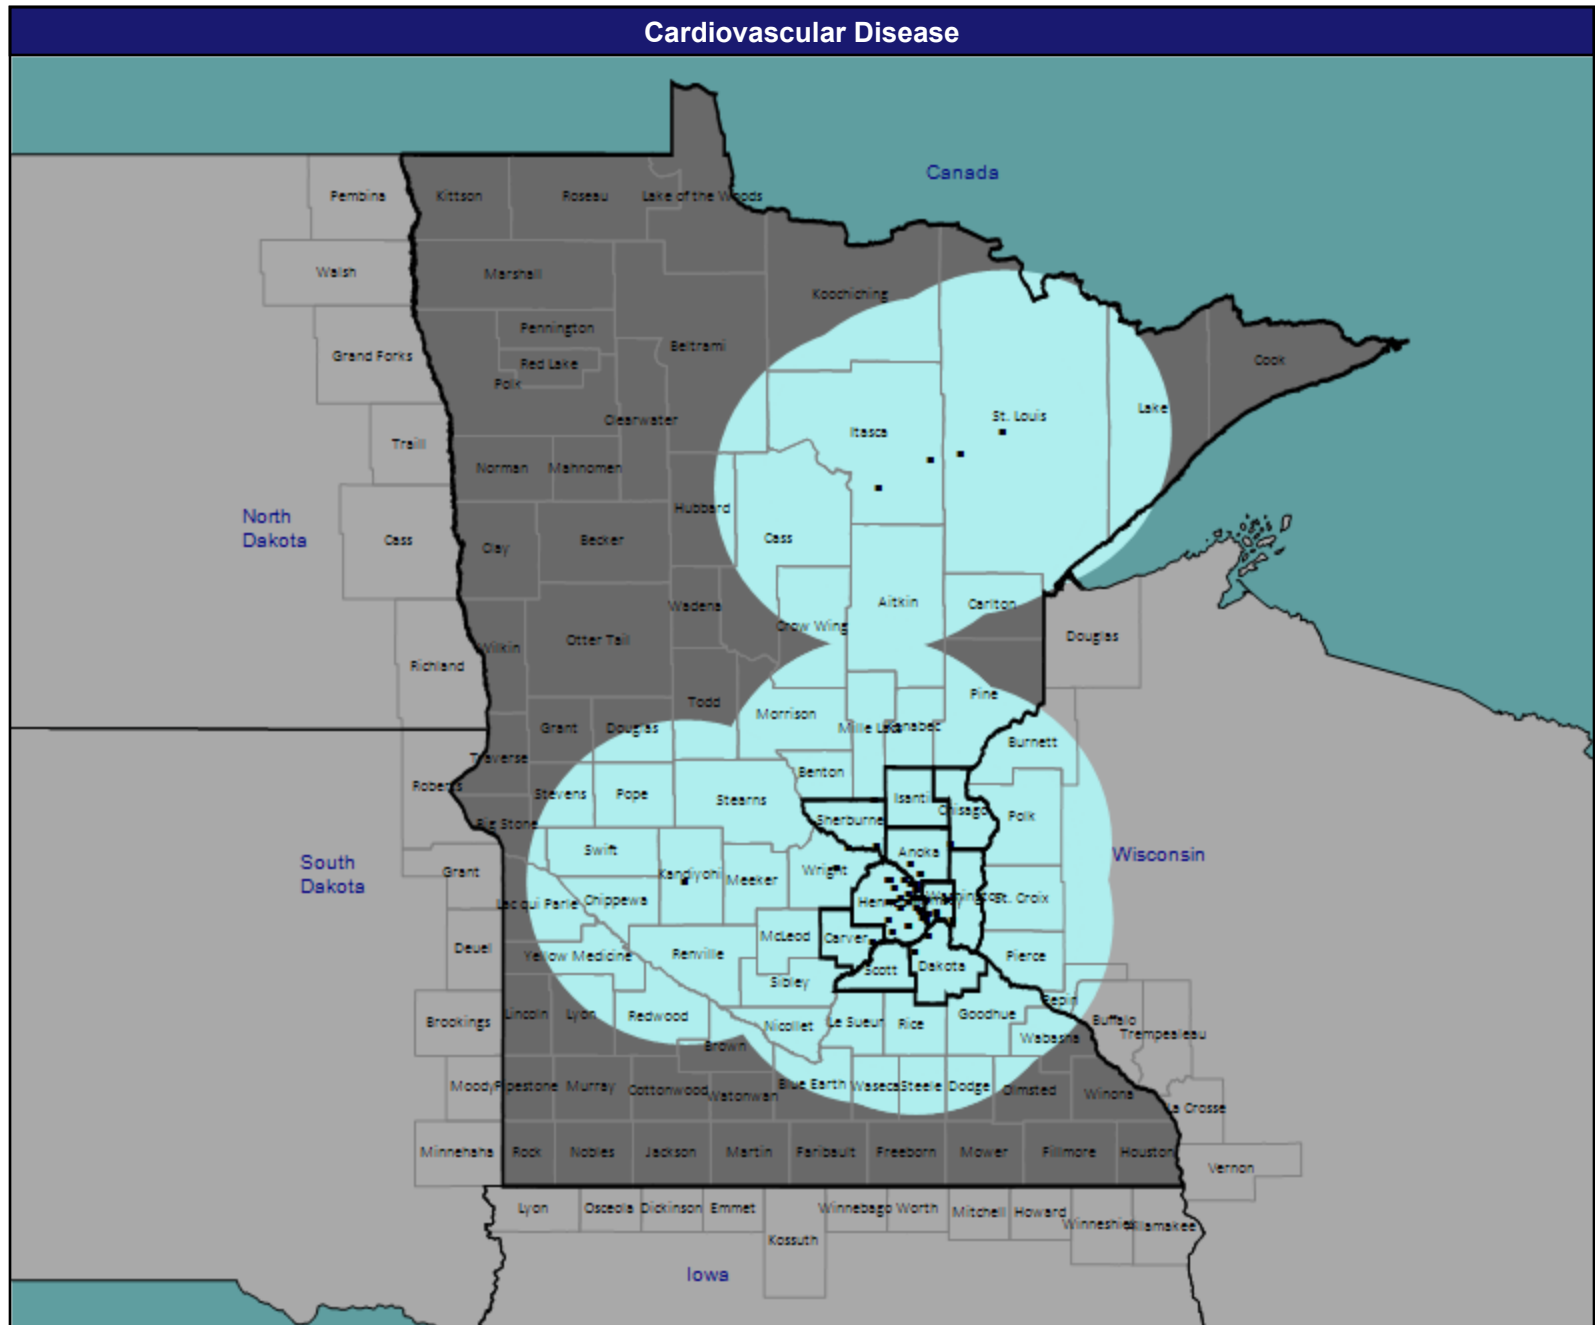 Cardiovascular Disease
Canada
Pembina
Kittson
Roseau
Lake of the Woods
Walsh
Marshall
Koochiching
Pennington
Grand Forks
Beltrami
Red Lake
Cook
Polk
Lake
St. Louis
Clearwater
Itasca
Traill
Norman
Mahnomen
Hubbard
North
Dakota
Cass
Clay
Becker
Cass
Wadena
Aitkin
Carlton
Crow Wing
Otter Tail
Douglas
Wilkin
Richland
Pine
Todd
Morrison
Grant
Douglas
Mille Lacs
Kanabec
Burnett
Traverse
Benton
Roberts
Stevens
Pope
Stearns
Isanti
Chisago
Big Stone
Sherburne
Polk
Swift
Anoka
Wisconsin
South
Dakota
Grant
Kandiyohi
Meeker
Wright
Lac qui Parle
Chippewa
Washington
St. Croix
McLeod
Carver
Deuel
Yellow Medicine
Renville
Scott
Dakota
Pierce
Sibley
Pepin
Brookings
Lincoln
Lyon
Redwood
Nicollet
Le Sueur
Rice
Goodhue
Buffalo
Trempealeau
Wabasha
Brown
Moody
Pipestone
Murray
Cottonwood
Watonwan
Blue Earth
Waseca
Steele
Dodge
Olmsted
Winona
La Crosse
Minnehaha
Rock
Nobles
Jackson
Martin
Faribault
Freeborn
Mower
Fillmore
Houston
Vernon
Lyon
Osceola
Dickinson
Emmet
Winnebago
Worth
Mitchell
Howard
Kossuth
Iowa